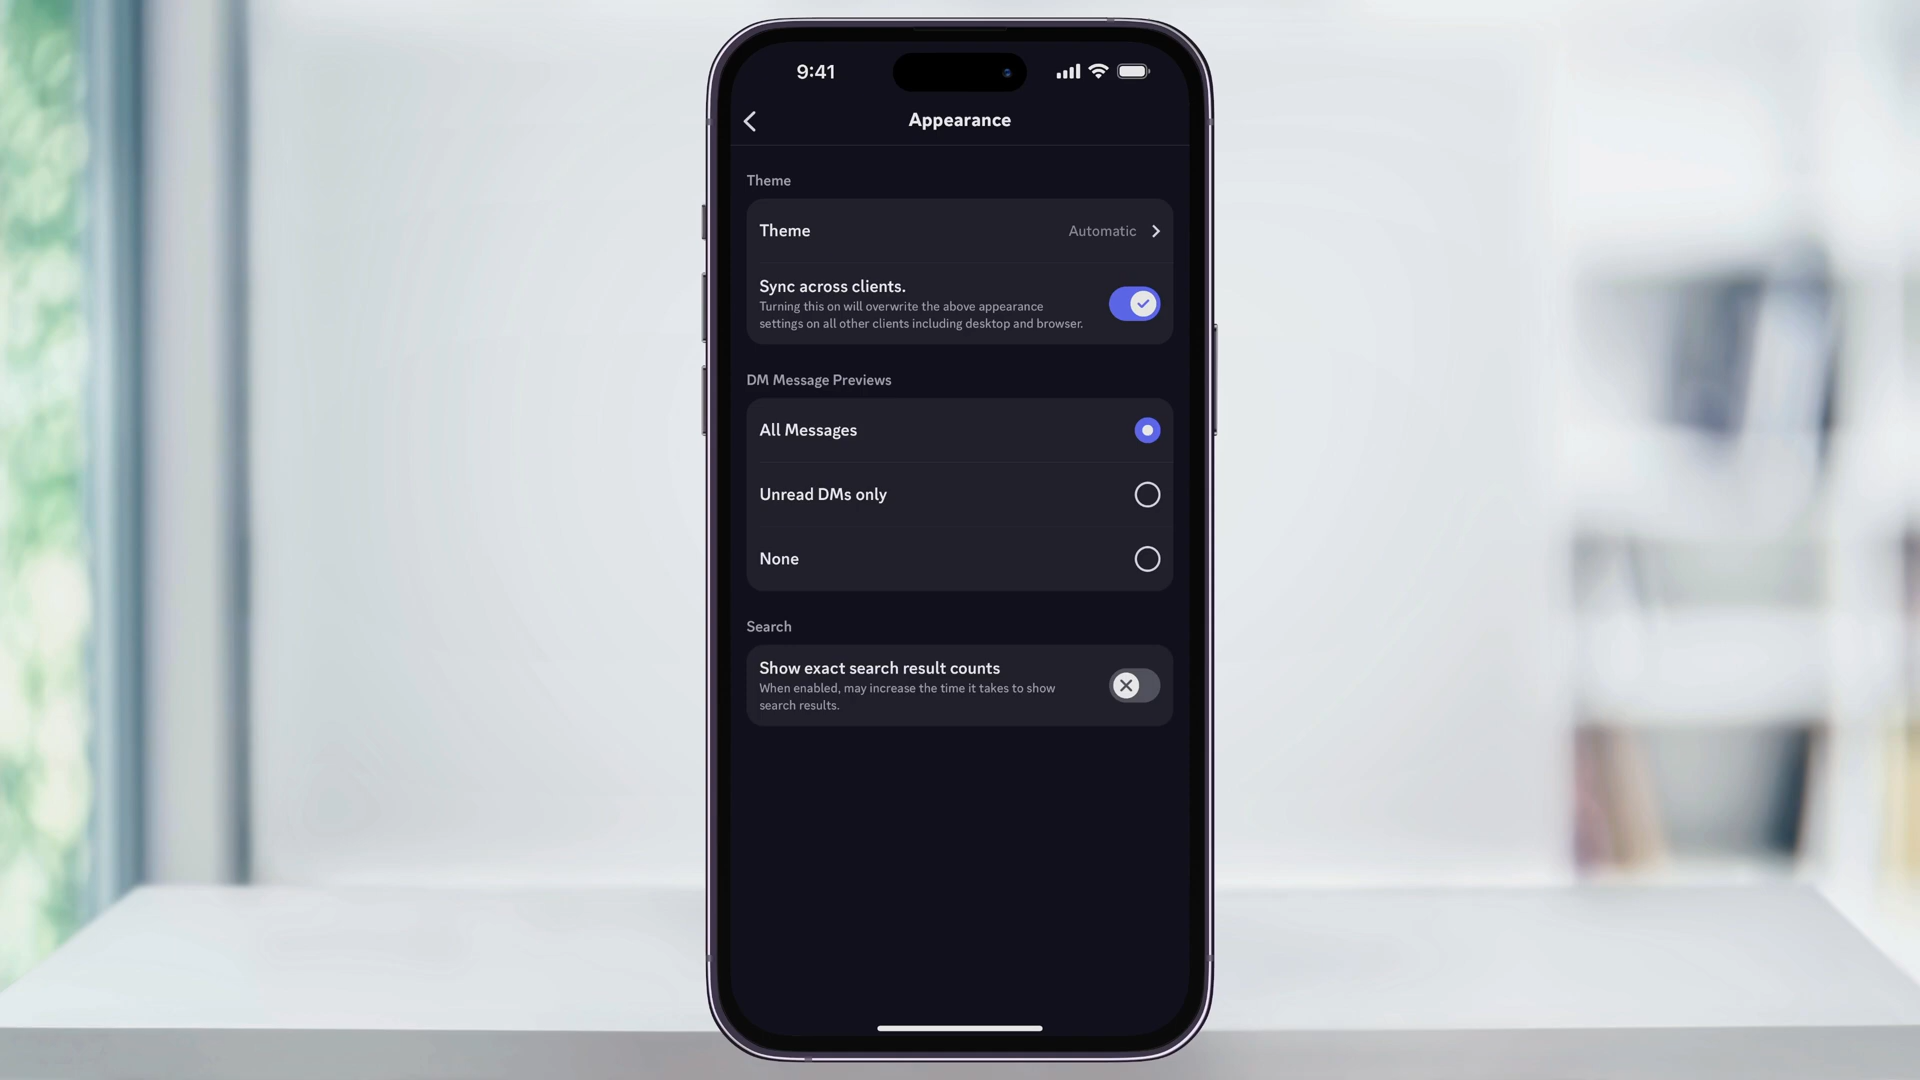 9:41
Appearance
Theme
Theme
Automatic
Sync across clients.
Turning this on will overwrite the above appearance
settings on all other clients including desktop and browser.
DM Message Previews
All Messages
Unread DMs only
None
Search
Show exact search result counts
When enabled, may increase the time it takes to show
search results.